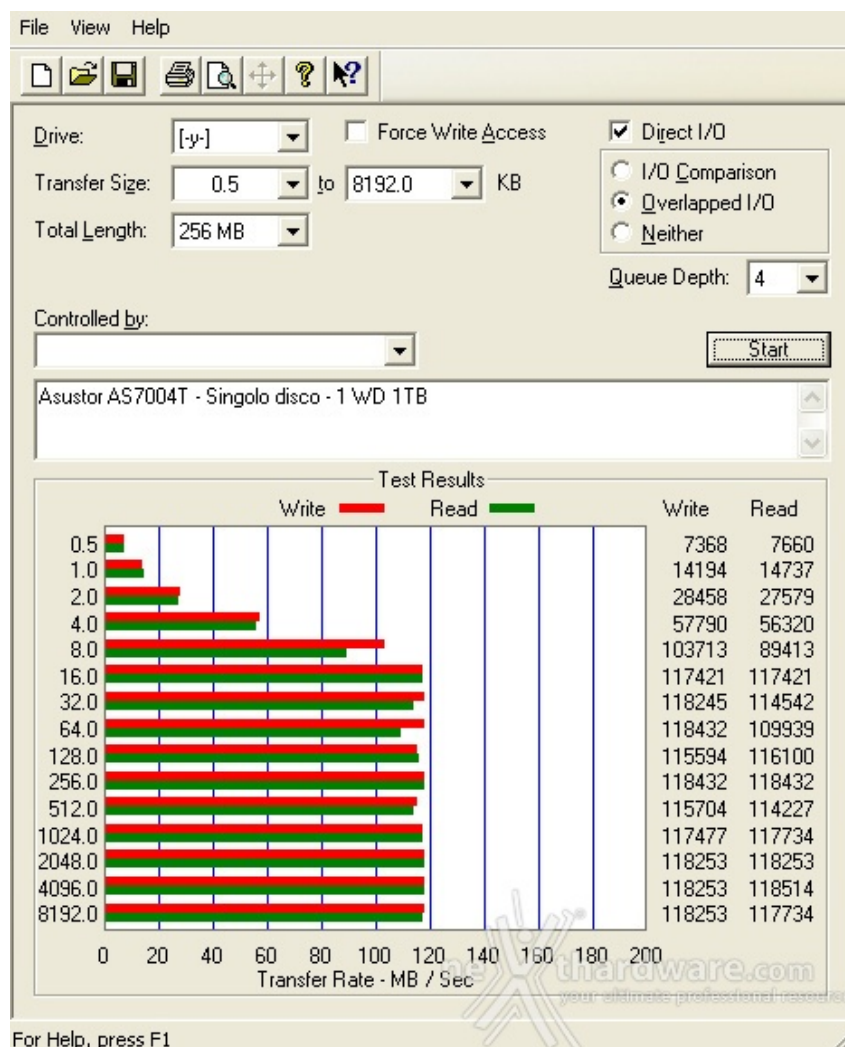 File View Help
Drive: [-y-] Force Write Access Direct I/O
Transfer Size: 0.5 to 8192.0 KB I/O Comparison
Overlapped I/O
Total Length: 256 MB Neither
Queue Depth: 4
Controlled by:
Start
Asustor AS7004T - Singolo disco - 1 WD 1TB
Test Results
Write Read Write Read
0.5 7368 7660
1.0 14194 14737
2.0 28458 27579
4.0 57790 56320
8.0 103713 89413
16.0 117421 117421
32.0 118245 114542
64.0 118432 109939
128.0 115594 116100
256.0 118432 118432
512.0 115704 114227
1024.0 117477 117734
2048.0 118253 118253
4096.0 118253 118514
8192.0 118253 117734
0 20 40 60 80 100 120 140 160 180 200
Transfer Rate - MB / Sec
nexthardware.com
your ultimate professional resource
For Help, press F1